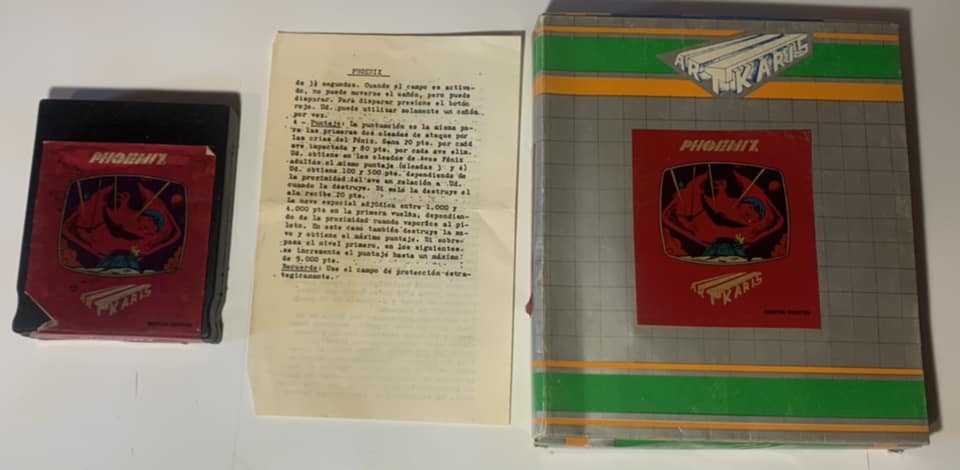 PHOENIX
ARTKARIS
PHOENIX
de 3½ segundos. Cuando el campo es activa-
do, no puede moverse el cañón, pero puede
disparar. Para disparar presione el botón
rojo. Ud. puede utilizar solamente un cañón
por vez.
4 - Puntaje: La puntuación es la misma pa-
ra las primeras dos oleadas de ataque por
las crías del Fénix. Gana 20 pts. por cada
ave impactada y 80 pts. por cada ave elim.
Ud. obtiene en las oleadas de Aves Fénix
adultas el mismo puntaje (oleadas 3 y 4)
Ud. obtiene 100 y 500 pts. dependiendo de
la proximidad del ave en relación a Ud.
cuando la destruye. Si sólo la destruye el
ala recibe 20 pts.
La nave especial adjudica entre 1.000 y
4.000 pts en la primera vuelta, dependien-
do de la proximidad cuando vaporice al pi-
loto. En este caso también destruye la na-
ve y obtiene el máximo puntaje. Si sobre-
pasa el nivel primero, en los siguientes
se incrementa el puntaje hasta un máximo
de 9.000 pts.
Recuerde: Use el campo de protección estra-
tegicamente.
ARTKARIS
PHOENIX
ARTKARIS